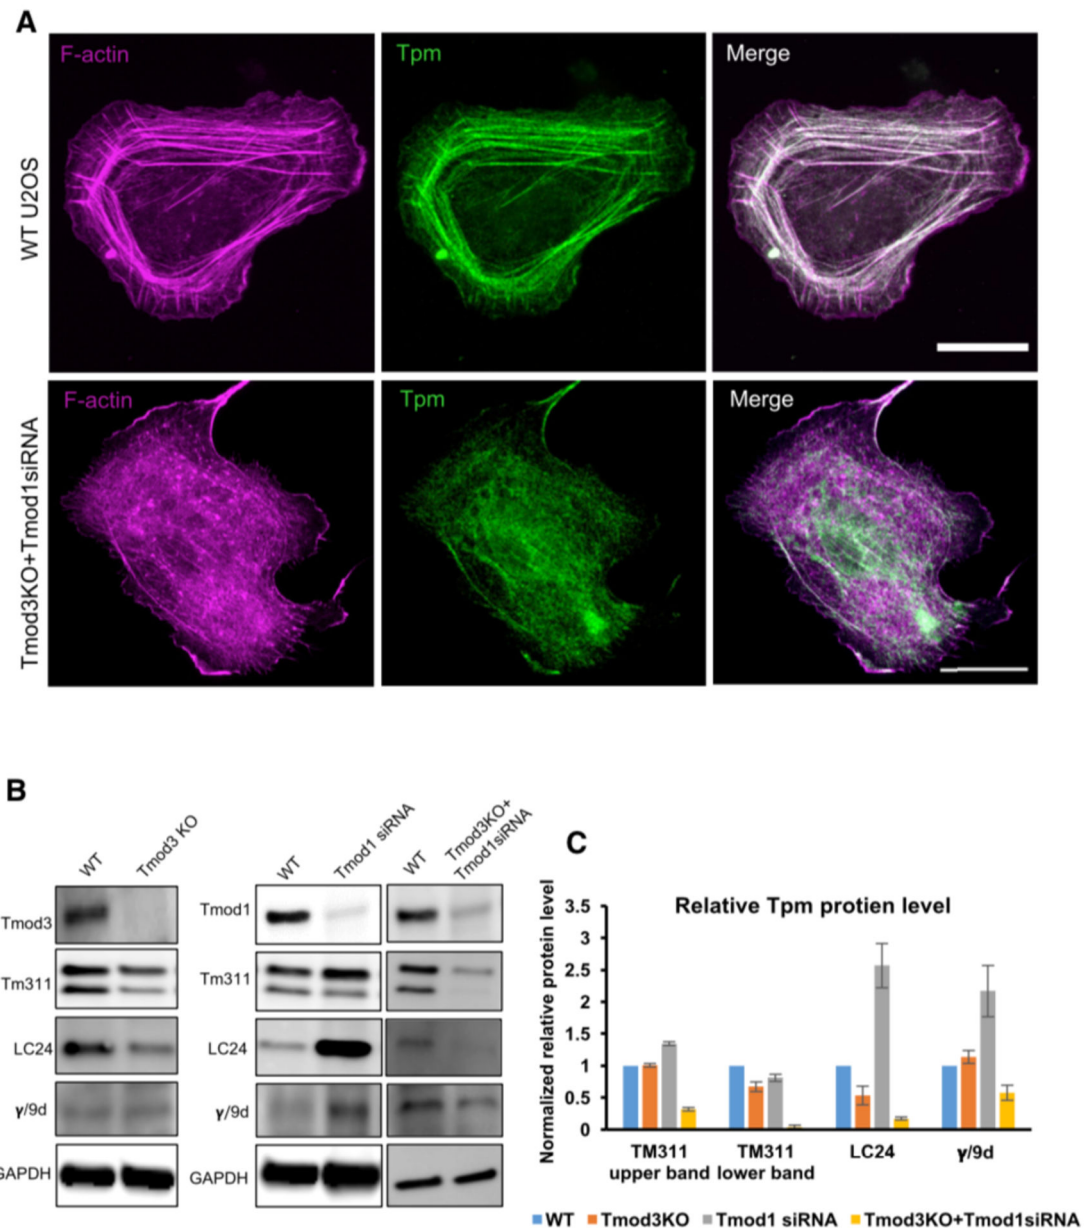 A
F-actin
Tpm
Merge
WT U2OS
F-actin
Tpm
Merge
Tmod3KO+Tmod1siRNA
B
WT
Tmod3 KO
WT
Tmod1 siRNA
WT
Tmod3KO+
Tmod1siRNA
Tmod3
Tm311
LC24
γ/9d
GAPDH
Tmod1
Tm311
LC24
γ/9d
GAPDH
C
Relative Tpm protien level
Normalized relative protein level
3.5
3
2.5
2
1.5
1
0.5
0
TM311
upper band
TM311
lower band
LC24
γ/9d
WT
Tmod3KO
Tmod1 siRNA
Tmod3KO+Tmod1siRNA